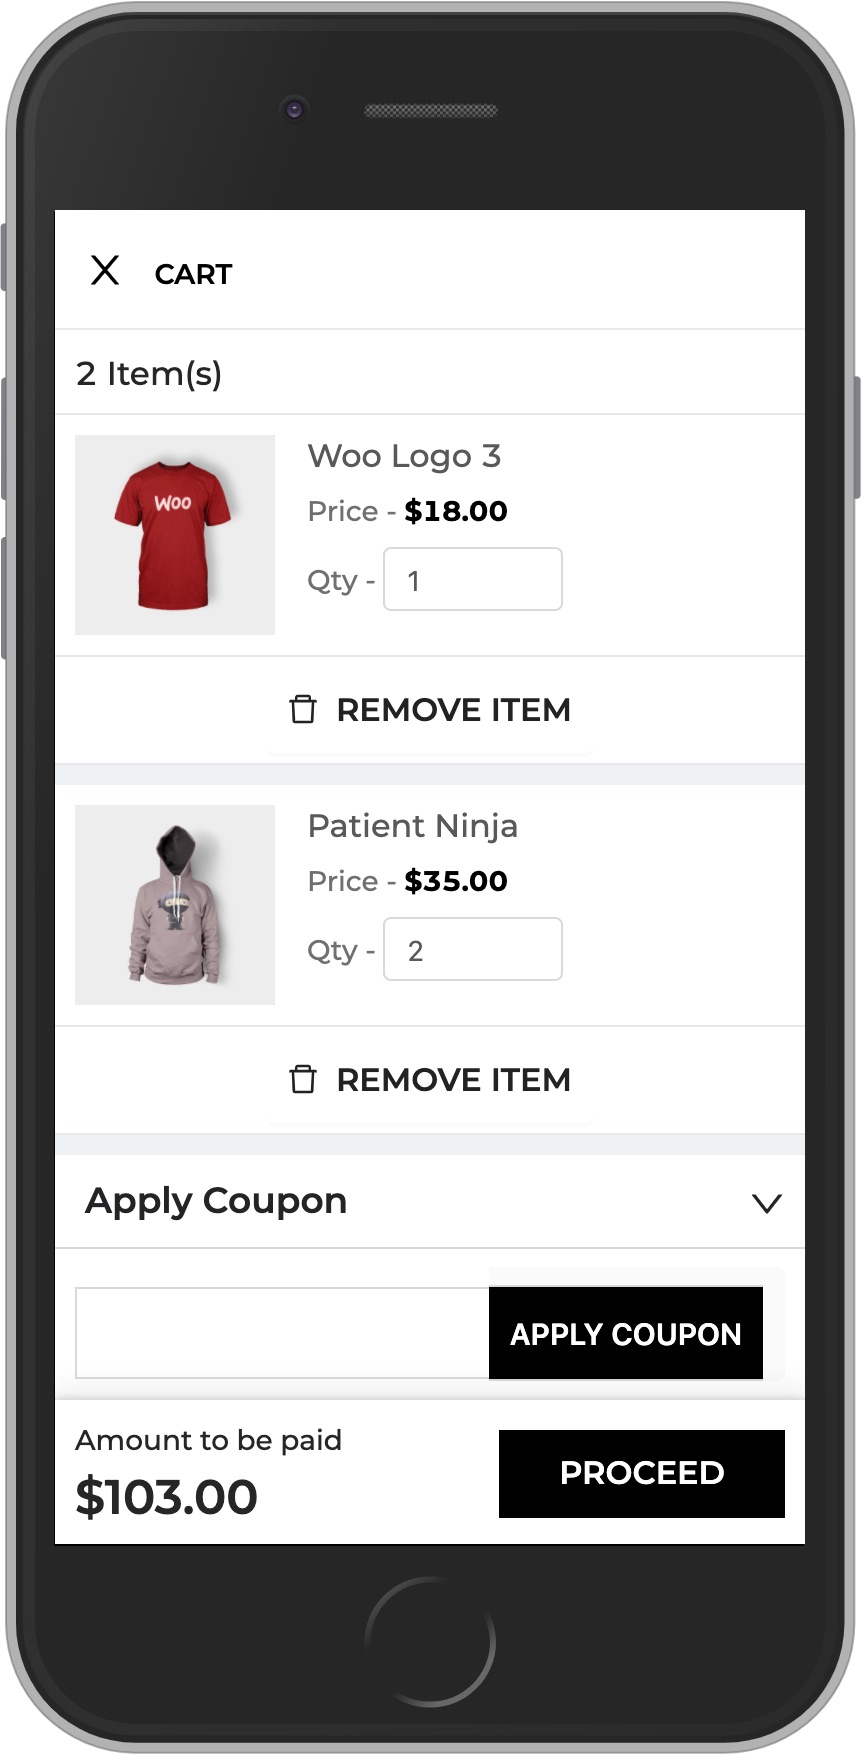 X CART
2 Item(s)
Woo
Woo Logo 3
Price - $18.00
Qty - 1
REMOVE ITEM
Patient Ninja
Price - $35.00
Qty - 2
REMOVE ITEM
Apply Coupon
APPLY COUPON
Amount to be paid
$103.00
PROCEED